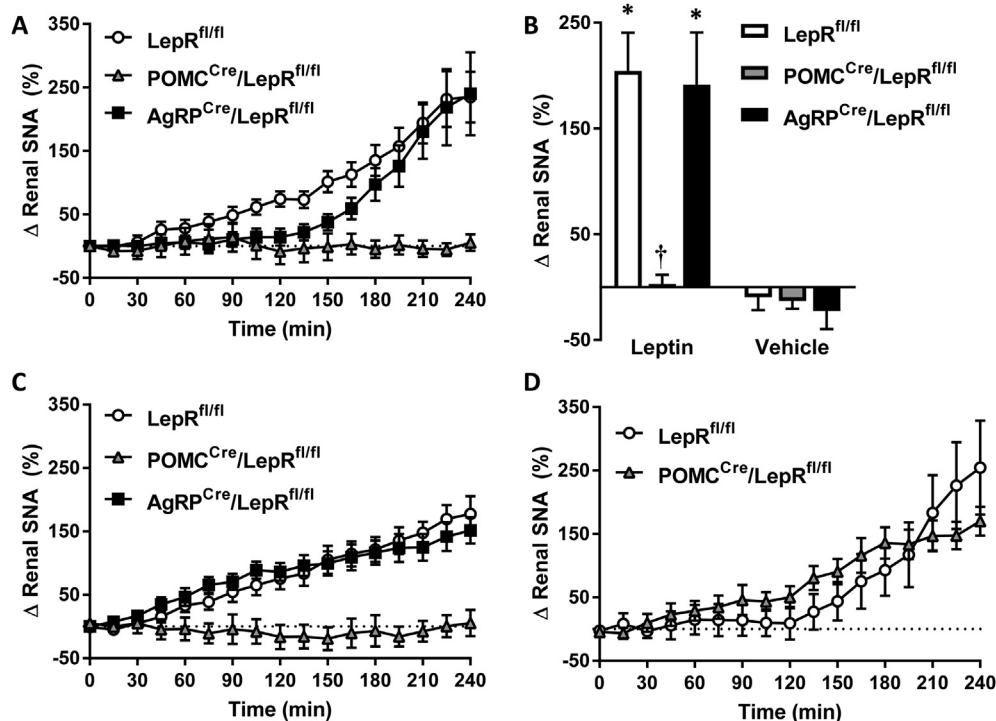 A
350
250
150
50
-50
Δ Renal SNA (%)
LepR^fl/fl
POMC^Cre/LepR^fl/fl
AgRP^Cre/LepR^fl/fl
0 30 60 90 120 150 180 210 240
Time (min)
B
250
150
50
-50
Δ Renal SNA (%)
* *
†
LepR^fl/fl
POMC^Cre/LepR^fl/fl
AgRP^Cre/LepR^fl/fl
Leptin Vehicle
C
350
250
150
50
-50
Δ Renal SNA (%)
LepR^fl/fl
POMC^Cre/LepR^fl/fl
AgRP^Cre/LepR^fl/fl
0 30 60 90 120 150 180 210 240
Time (min)
D
350
250
150
50
-50
Δ Renal SNA (%)
LepR^fl/fl
POMC^Cre/LepR^fl/fl
0 30 60 90 120 150 180 210 240
Time (min)